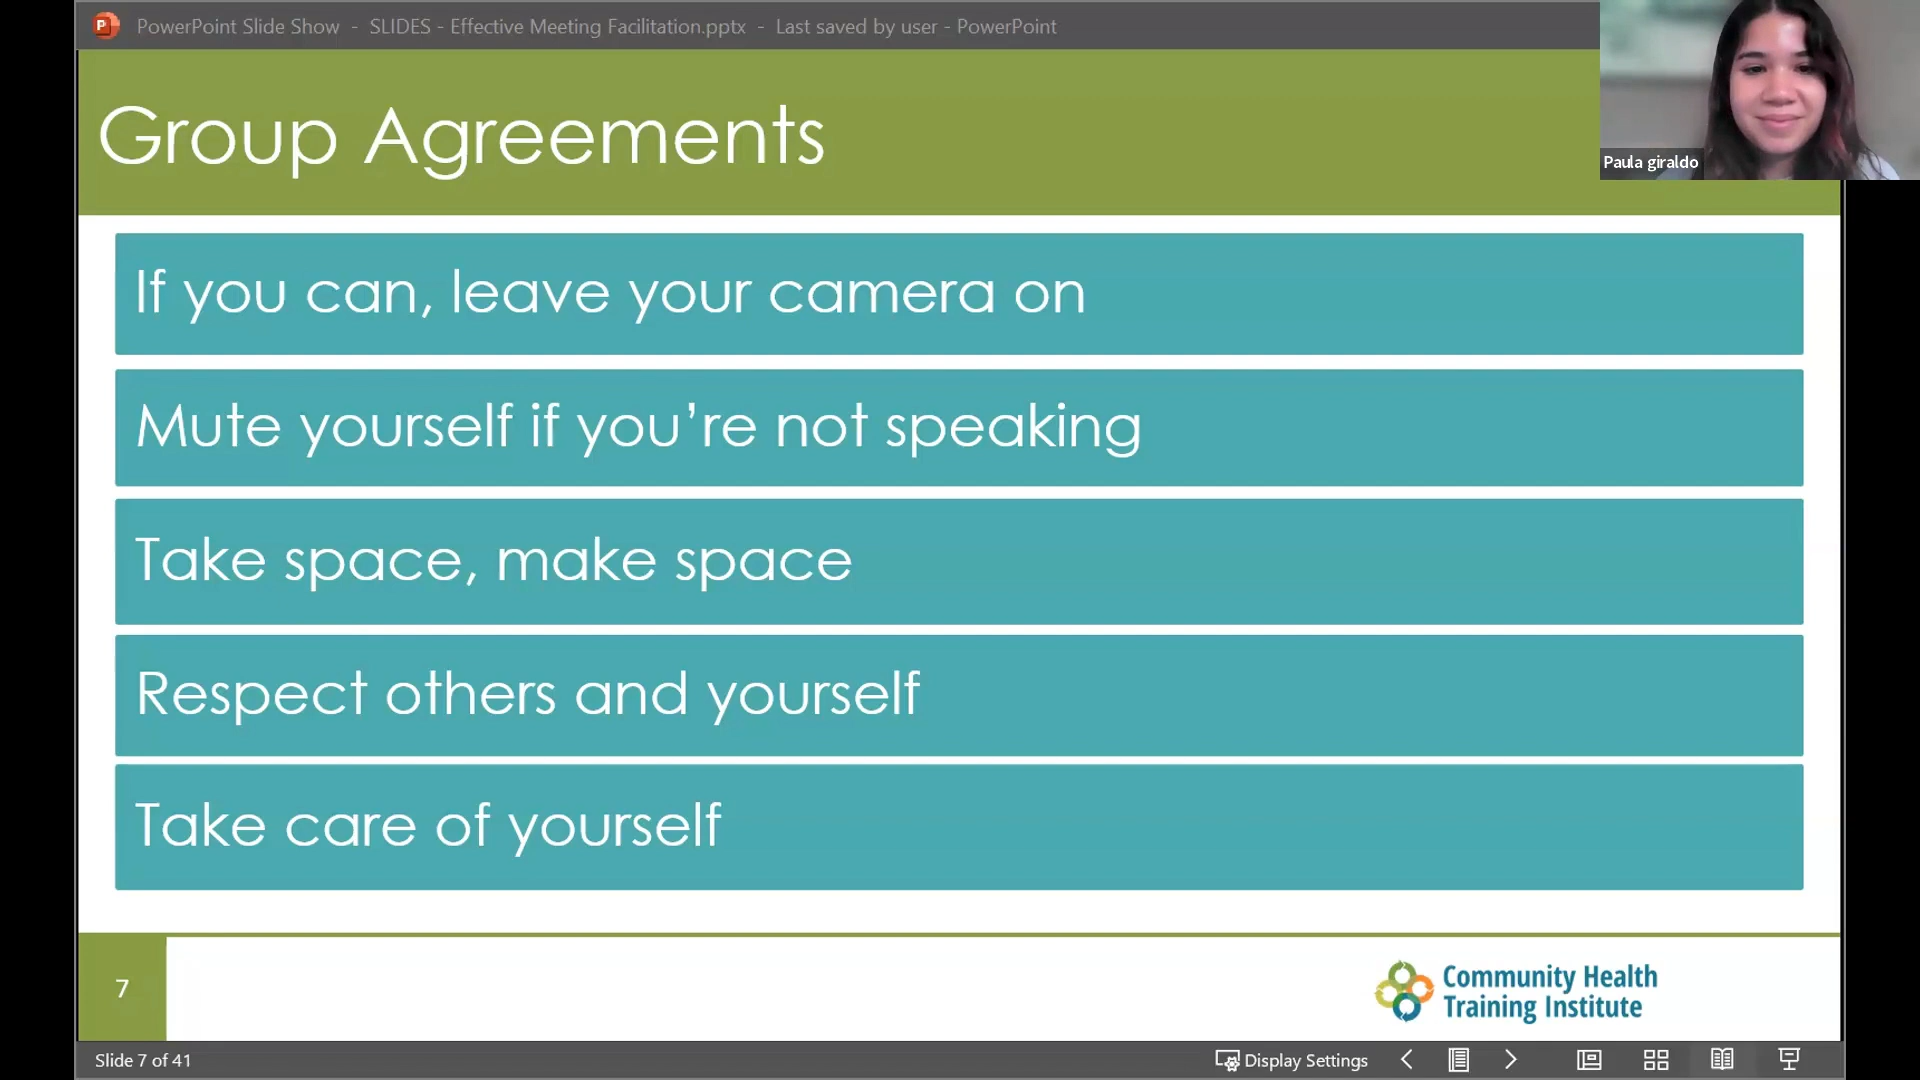 PowerPoint Slide Show - SLIDES - Effective Meeting Facilitation.pptx - Last saved by user - PowerPoint
Paula giraldo
Group Agreements
If you can, leave your camera on
Mute yourself if you’re not speaking
Take space, make space
Respect others and yourself
Take care of yourself
7
Community Health
Training Institute
Slide 7 of 41
Display Settings